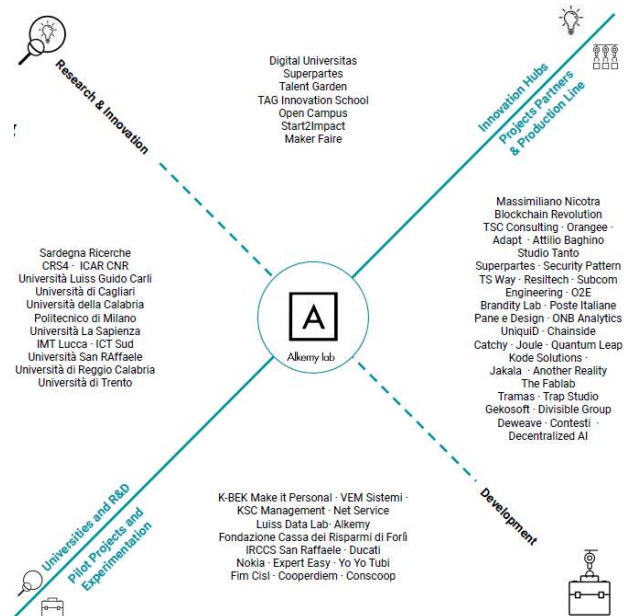 Research & Innovation
Digital Universitas
Superpartes
Talent Garden
TAG Innovation School
Open Campus
Start2Impact
Maker Faire
Innovation Hubs
Projects Partners
& Production Line
Sardegna Ricerche
CRS4 · ICAR CNR
Università Luiss Guido Carli
Università di Cagliari
Università della Calabria
Politecnico di Milano
Università La Sapienza
IMT Lucca · ICT Sud
Università San RAffaele
Università di Reggio Calabria
Università di Trento
A
Alkemy lab
Massimiliano Nicotra
Blockchain Revolution
TSC Consulting · Orangee ·
Adapt · Attilio Baghino
Studio Tanto
Superpartes · Security Pattern
TS Way · Resiltech · Subcom
Engineering · O2E
Brandity Lab · Poste Italiane
Pane e Design · ONB Analytics
UniquID · Chainside
Catchy · Joule · Quantum Leap
Kode Solutions ·
Jakala · Another Reality
The Fablab
Tramas · Trap Studio
Gekosoft · Divisible Group
Deweave · Contesti ·
Decentralized AI
Universities and R&D
Pilot Projects and
Experimentation
K-BEK Make it Personal · VEM Sistemi ·
KSC Management · Net Service
Luiss Data Lab· Alkemy
Fondazione Cassa dei Risparmi di Forlì
IRCCS San Raffaele · Ducati
Nokia · Expert Easy · Yo Yo Tubi
Fim Cisl · Cooperdiem · Conscoop
Development